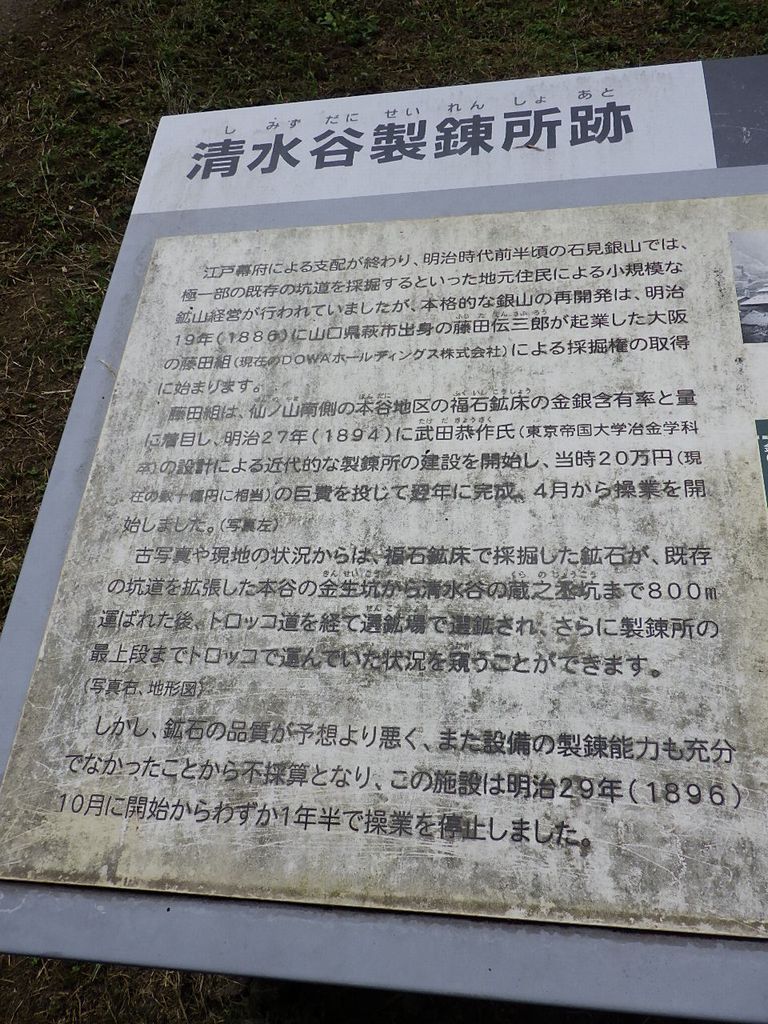 し みず だに せい れん しょ あと
清水谷製錬所跡
江戸幕府による支配が終わり、明治時代前半頃の石見銀山では、
極一部の既存の坑道を採掘するといった地元住民による小規模な
鉱山経営が行われていましたが、本格的な銀山の再開発は、明治
19年(1886)に山口県萩市出身の藤田伝三郎が起業した大阪
の藤田組(現在のDOWAホールディングス株式会社)による採掘権の取得
に始まります。
藤田組は、仙ノ山南側の本谷地区の福石鉱床の金銀含有率と量
に着目し、明治27年(1894)に武田恭作氏(東京帝国大学冶金学科
卒)の設計による近代的な製錬所の建設を開始し、当時20万円(現
在の数十億円に相当)の巨費を投じて翌年に完成、4月から操業を開
始しました。(写真左)
古写真や現地の状況からは、福石鉱床で採掘した鉱石が、既存
の坑道を拡張した本谷の金生坑から清水谷の蔵之丞坑まで800m
運ばれた後、トロッコ道を経て選鉱場で選鉱され、さらに製錬所の
最上段までトロッコで運んでいた状況を窺うことができます。
(写真右、地形図)
しかし、鉱石の品質が予想より悪く、また設備の製錬能力も充分
でなかったことから不採算となり、この施設は明治29年(1896)
10月に開始からわずか1年半で操業を停止しました。